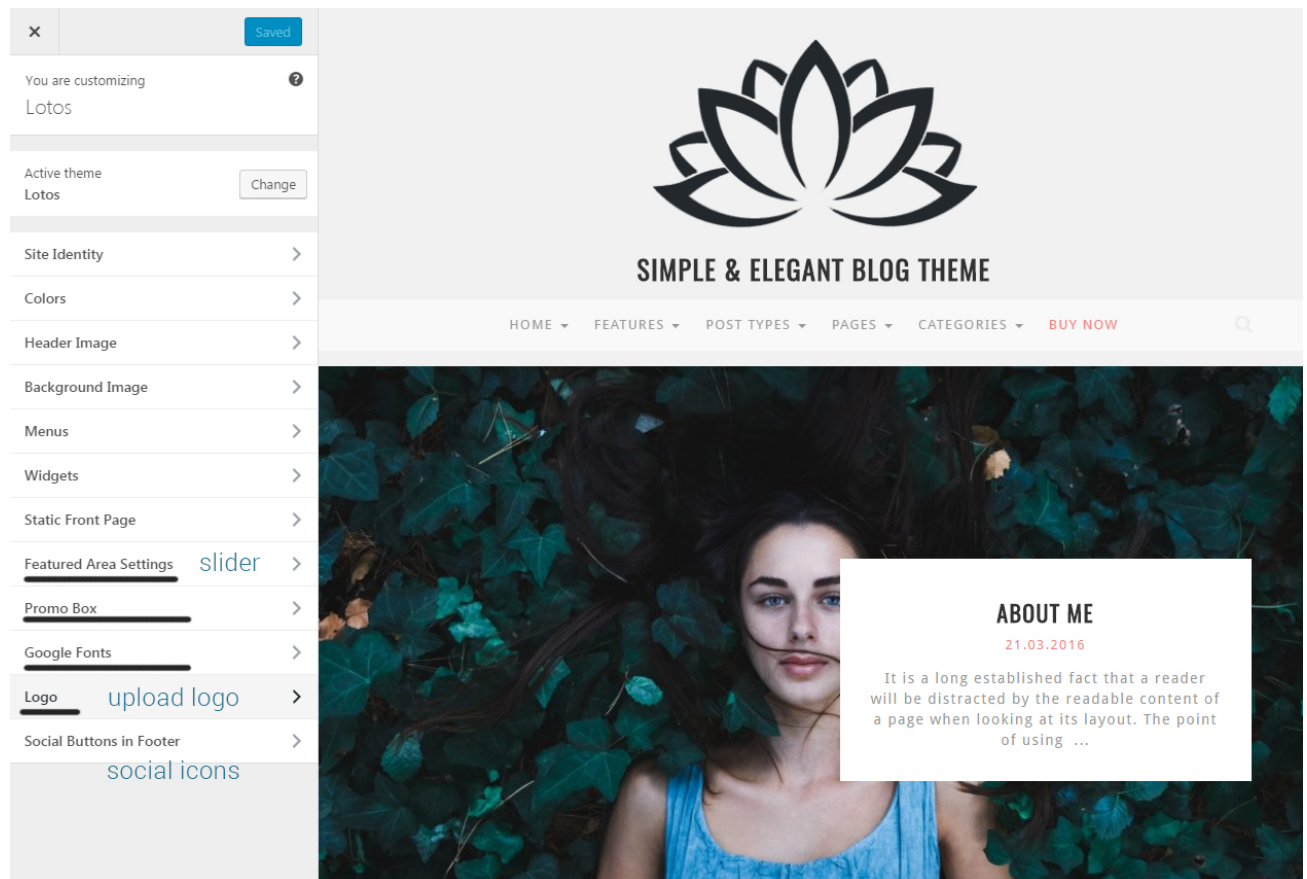 Saved
You are customizing
Lotos
Active theme
Lotos
Change
Site Identity
Colors
Header Image
Background Image
Menus
Widgets
Static Front Page
Featured Area Settings slider
Promo Box
Google Fonts
Logo upload logo
Social Buttons in Footer
social icons
SIMPLE & ELEGANT BLOG THEME
HOME FEATURES POST TYPES PAGES CATEGORIES BUY NOW
ABOUT ME
21.03.2016
It is a long established fact that a reader
will be distracted by the readable content of
a page when looking at its layout. The point
of using ...